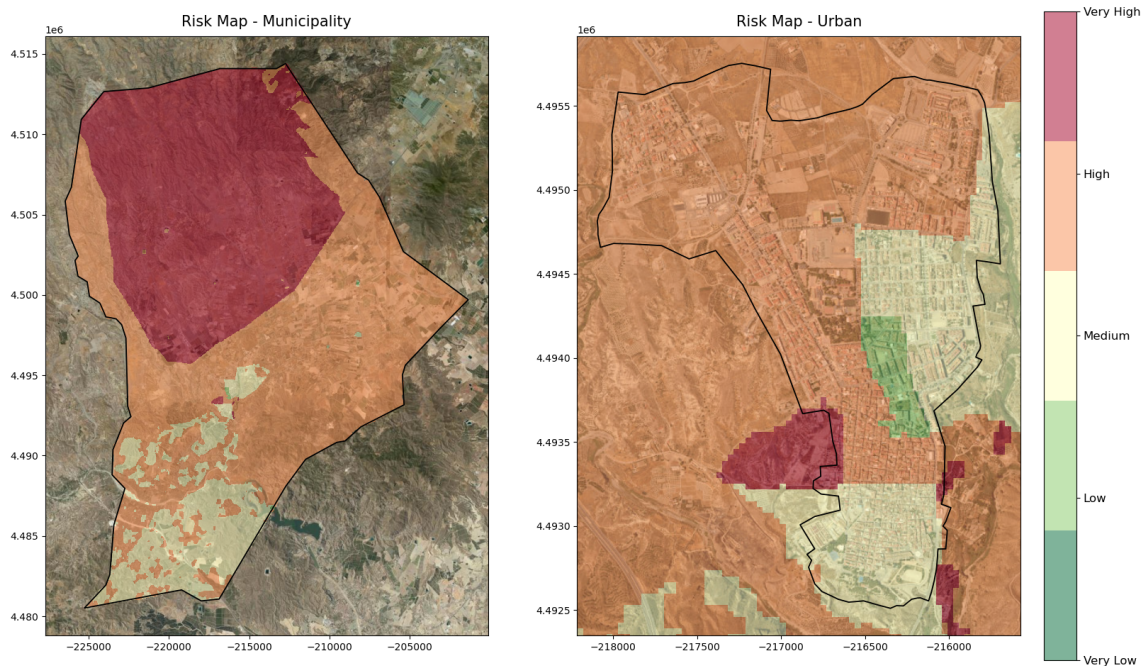 Risk Map - Municipality
1e6
4.515
4.510
4.505
4.500
4.495
4.490
4.485
4.480
−225000
−220000
−215000
−210000
−205000
Risk Map - Urban
1e6
4.4955
4.4950
4.4945
4.4940
4.4935
4.4930
4.4925
−218000
−217500
−217000
−216500
−216000
Very High
High
Medium
Low
Very Low